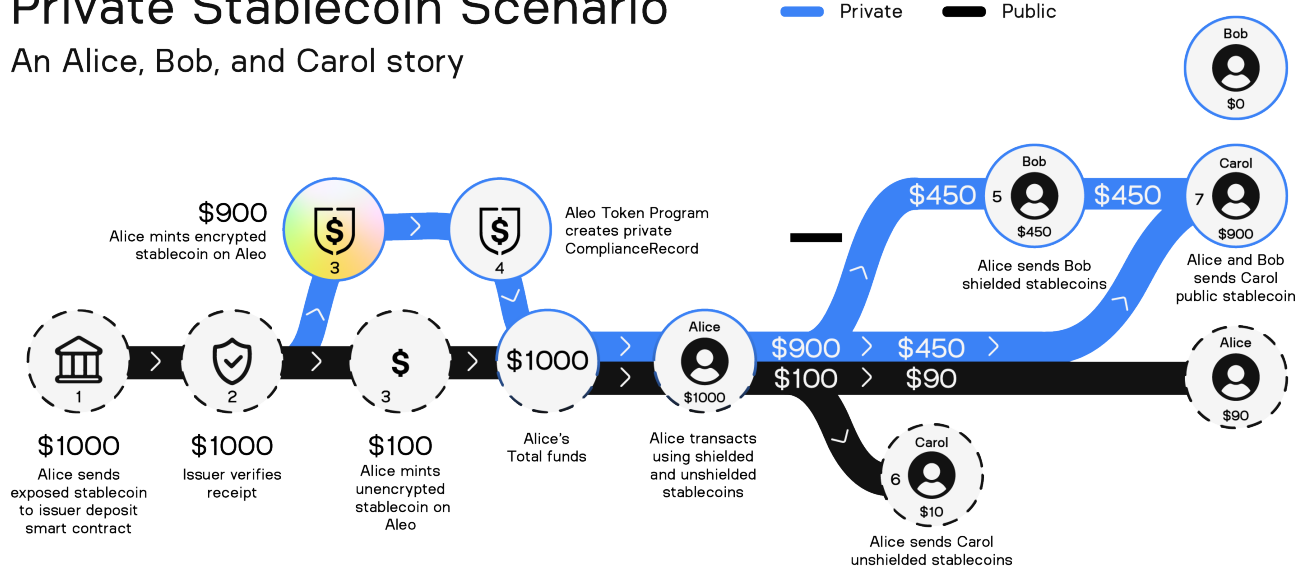 Private Stablecoin Scenario
An Alice, Bob, and Carol story
Private
Public
Bob
$0
$900
Alice mints encrypted
stablecoin on Aleo
$
3
$
4
Aleo Token Program
creates private
ComplianceRecord
$450
Bob
5
$450
Alice sends Bob
shielded stablecoins
$450
Carol
7
$900
Alice and Bob
sends Carol
public stablecoin
1
$1000
Alice sends
exposed stablecoin
to issuer deposit
smart contract
2
$1000
Issuer verifies
receipt
$
3
$100
Alice mints
unencrypted
stablecoin on
Aleo
$1000
Alice's
Total funds
Alice
$1000
Alice transacts
using shielded
and unshielded
stablecoins
$900
$450
$100
$90
Carol
6
$10
Alice sends Carol
unshielded stablecoins
Alice
$90